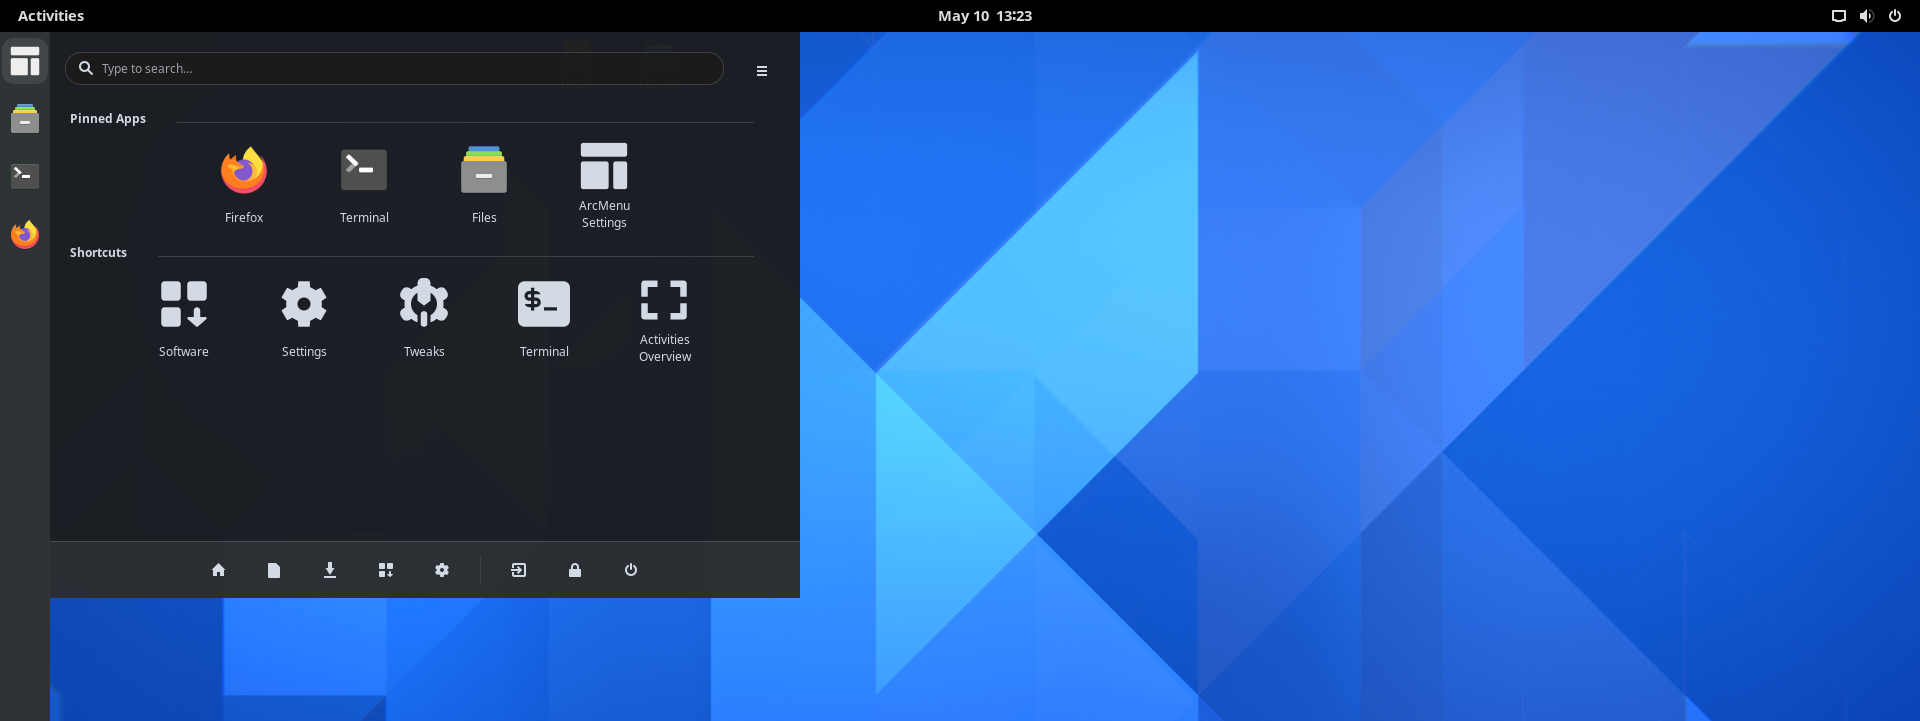 Activities
May 10 13:23
Type to search...
Pinned Apps
Firefox
Terminal
Files
ArcMenu
Settings
Shortcuts
Software
Settings
Tweaks
$_ Terminal
Activities
Overview